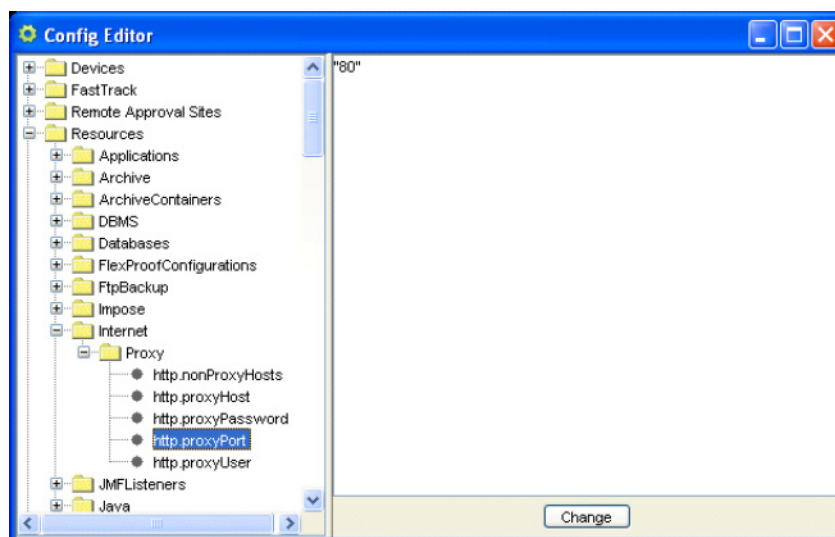 Config Editor
Devices
FastTrack
Remote Approval Sites
Resources
Applications
Archive
ArchiveContainers
DBMS
Databases
FlexProofConfigurations
FtpBackup
Impose
Internet
Proxy
http.nonProxyHosts
http.proxyHost
http.proxyPassword
http.proxyPort
http.proxyUser
JMFListeners
Java
"80"
Change